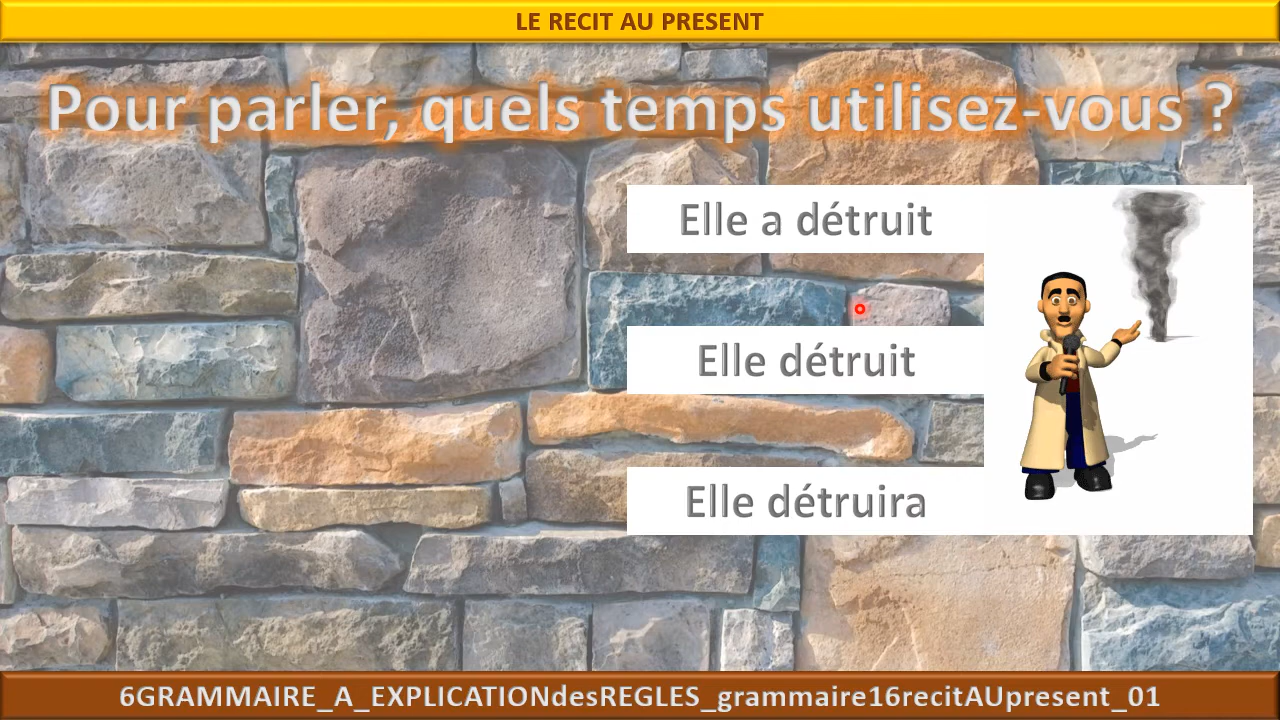 LE RECIT AU PRESENT
Pour parler, quels temps utilisez-vous ?
Elle a détruit
Elle détruit
Elle détruira
6GRAMMAIRE_A_EXPLICATIONdesREGLES_grammaire16recitAUpresent_01